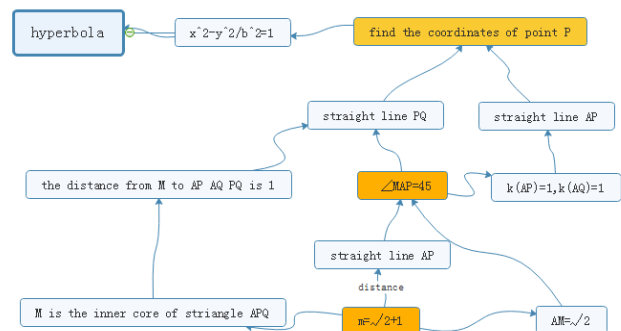 hyperbola
x^2-y^2/b^2=1
find the coordinates of point P
straight line PQ
straight line AP
the distance from M to AP AQ PQ is 1
∠MAP=45
k(AP)=1,k(AQ)=1
straight line AP
distance
M is the inner core of striangle APQ
m=√2+1
AM=√2